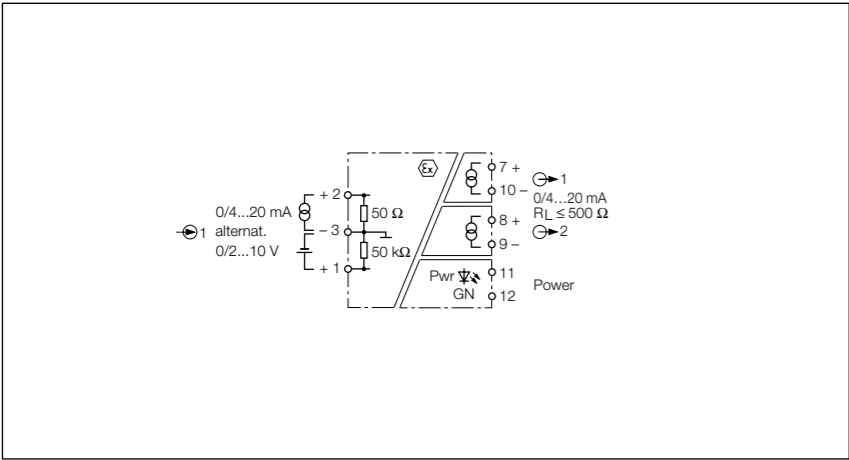 + 2
0/4...20 mA
50 Ω
1
alternat.
– 3
0/2...10 V
50 kΩ
+ 1
Ex
7 +
1
10 –
0/4...20 mA
RL ≤ 500 Ω
8 +
2
9 –
Pwr
11
GN
12
Power